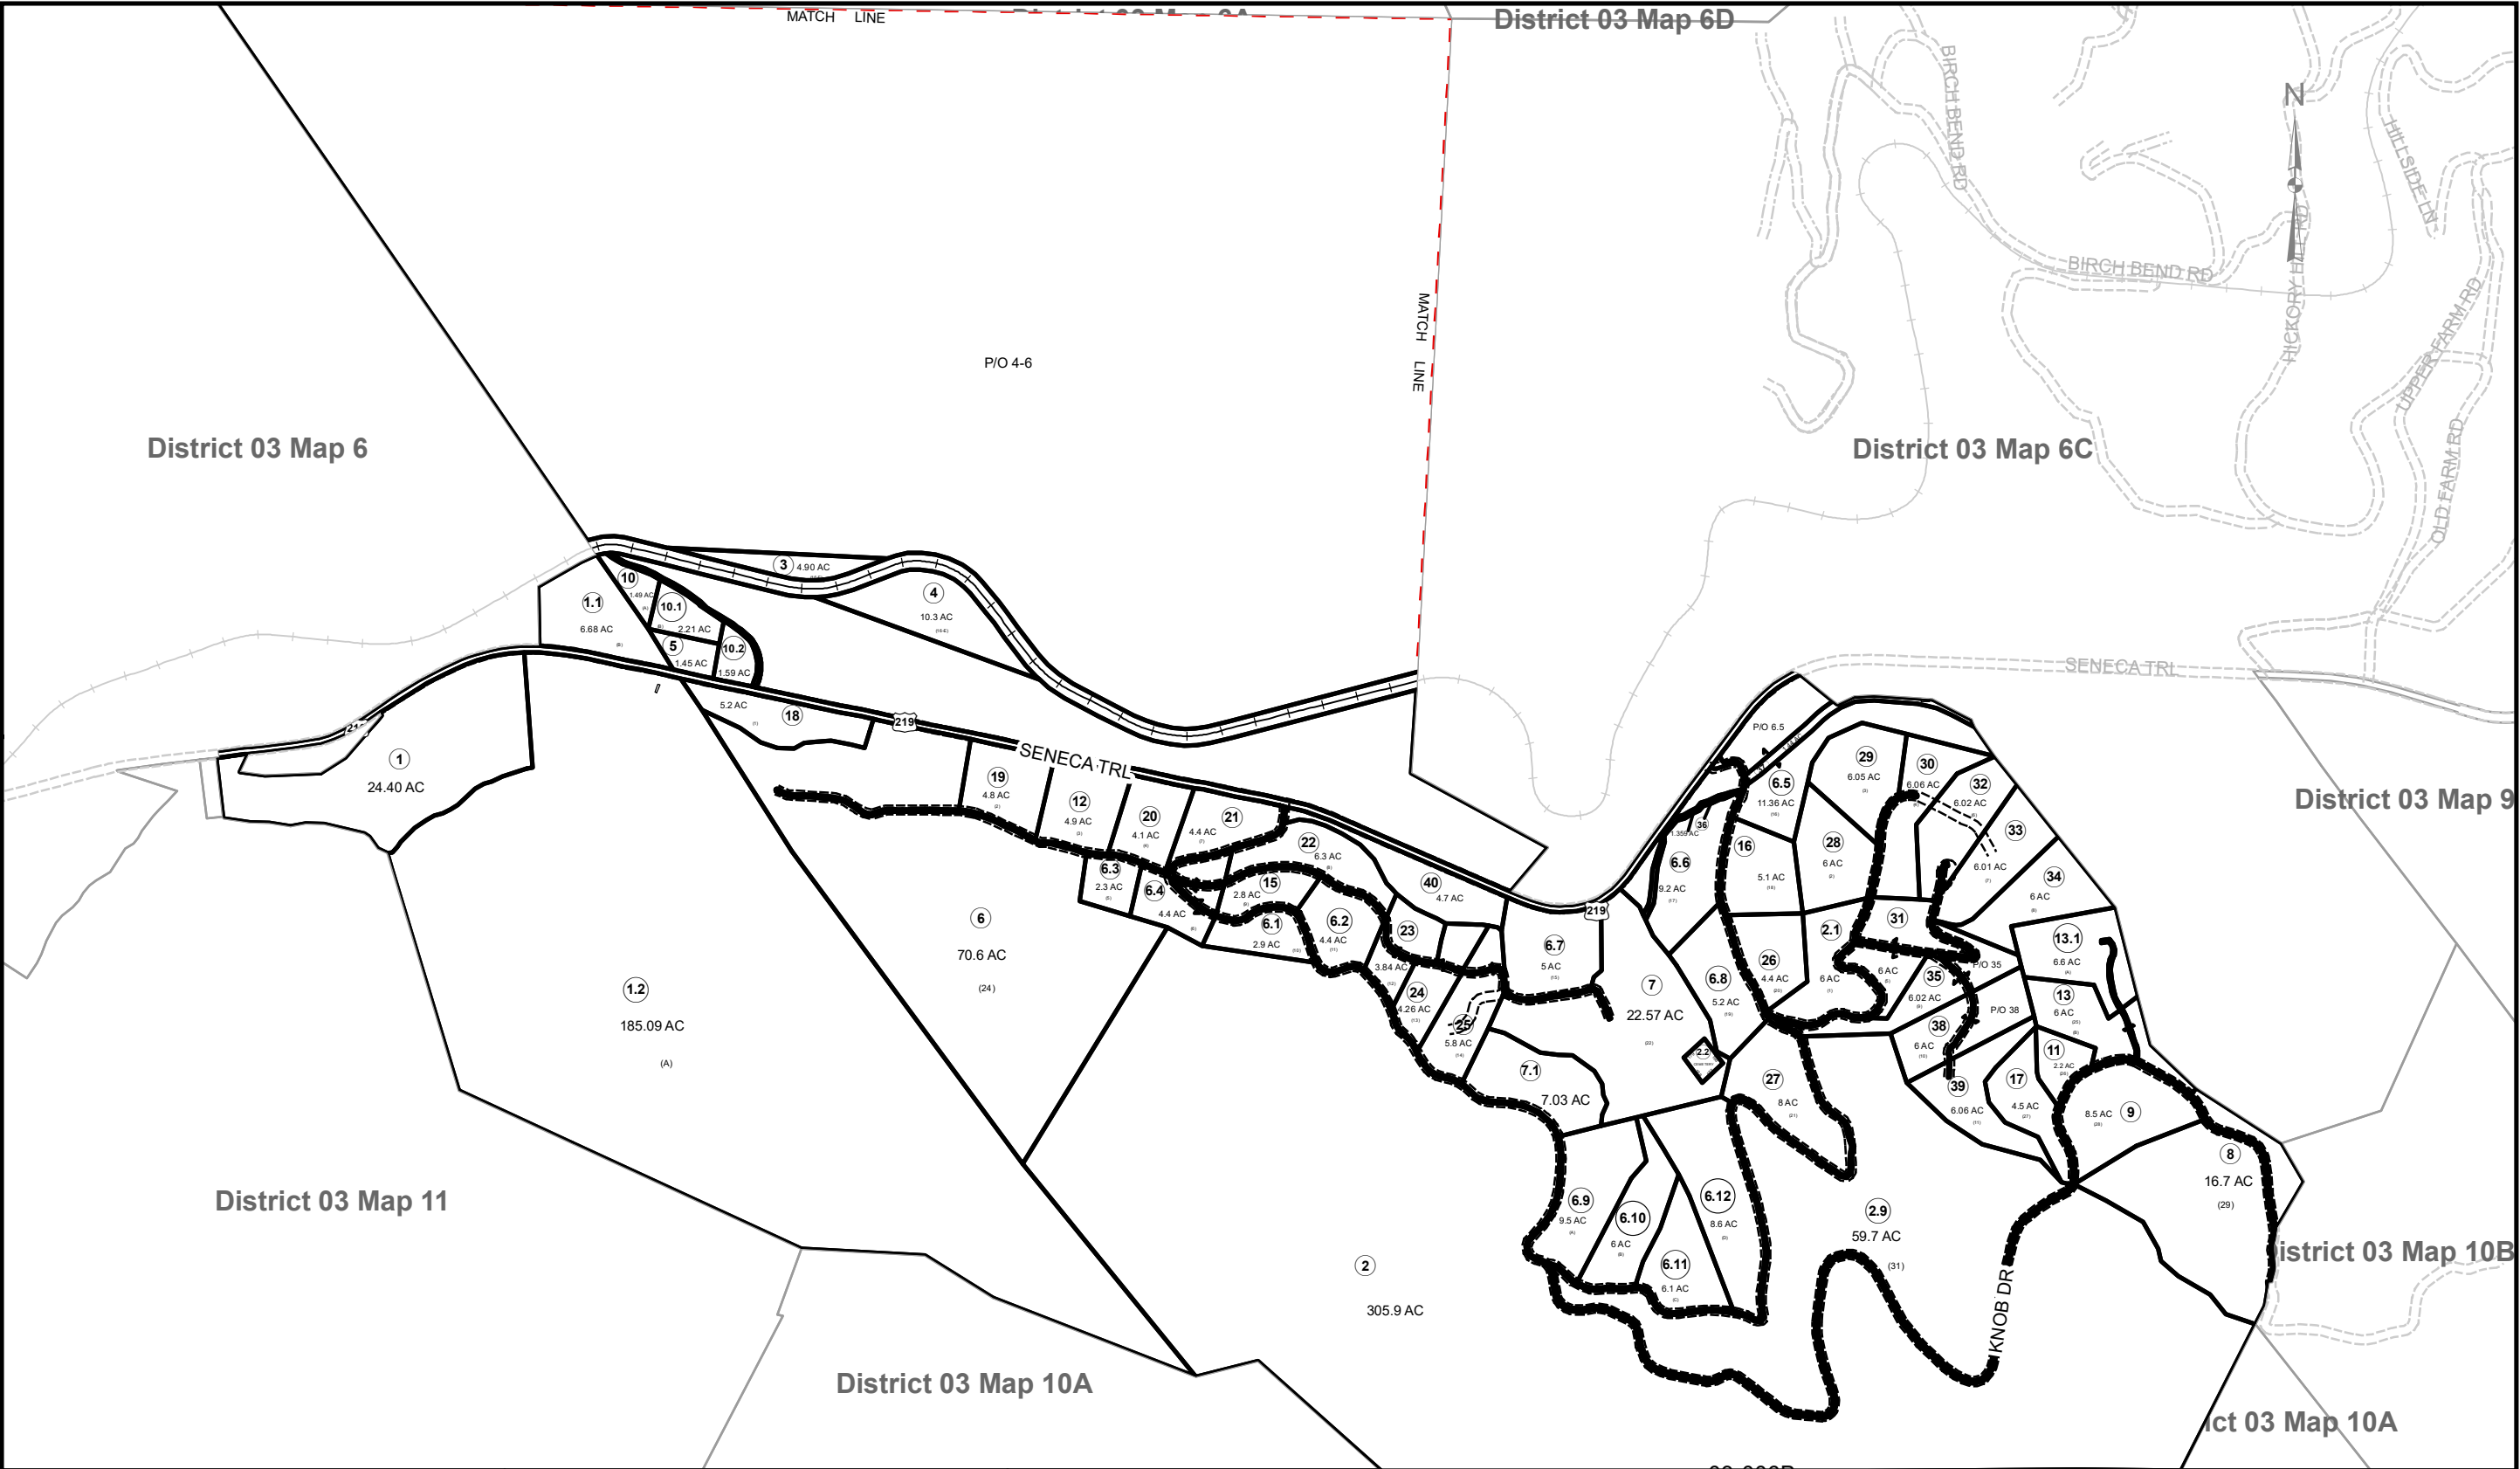 MATCH LINE
District 03 Map 6D
BIRCH BEND RD
N
HILLSIDE LN
BIRCH BEND RD
HICKORY HILL RD
UPPER FARM RD
OLD FARM RD
MATCH LINE
P/O 4-6
District 03 Map 6
District 03 Map 6C
3 4.90 AC
10
1.49 AC
4
10.3 AC
1.1
6.68 AC
10.1
2.21 AC
5
1.45 AC
10.2
1.59 AC
SENECA TRL
5.2 AC
18
219
SENECA TRL
1
24.40 AC
19
4.8 AC
12
4.9 AC
20
4.1 AC
21
4.4 AC
22
6.3 AC
6.3
2.3 AC
6.4
4.4 AC
15
2.8 AC
6.1
2.9 AC
6.2
4.4 AC
23
3.84 AC
40
4.7 AC
24
4.26 AC
25
5.8 AC
6.7
5 AC
219
7
22.57 AC
(22)
7.1
7.03 AC
P/O 6.5
6.5
11.36 AC
36
1.359 AC
6.6
9.2 AC
16
5.1 AC
29
6.05 AC
30
6.06 AC
32
6.02 AC
33
6.01 AC
28
6 AC
34
6 AC
District 03 Map 9
31
6 AC
2.1
6 AC
26
4.4 AC
6.8
5.2 AC
35
6.02 AC
P/O 35
13.1
6.6 AC
13
6 AC
38
6 AC
P/O 38
11
2.2 AC
2.2
27
8 AC
39
6.06 AC
17
4.5 AC
9
8.5 AC
8
16.7 AC
(29)
6
70.6 AC
(24)
1.2
185.09 AC
(A)
District 03 Map 11
6.9
9.5 AC
6.10
6 AC
6.11
6.1 AC
6.12
8.6 AC
2.9
59.7 AC
(31)
2
305.9 AC
KNOB DR
istrict 03 Map 10B
District 03 Map 10A
ict 03 Map 10A